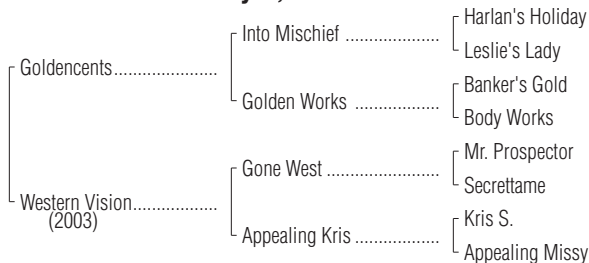 Harlan's Holiday
Into Mischief ..................
Leslie's Lady
Goldencents....................
Banker's Gold
Golden Works ................
Body Works
Mr. Prospector
Gone West .....................
Secrettame
Western Vision................
(2003)
Kris S.
Appealing Kris ................
Appealing Missy